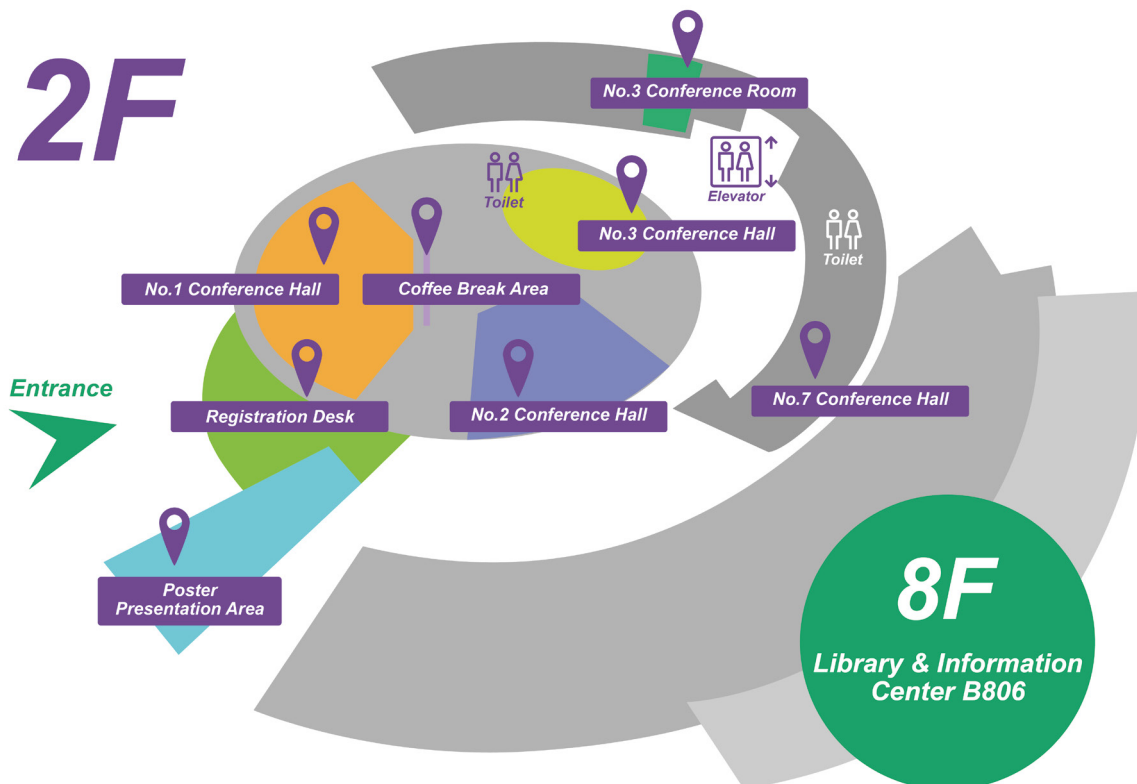 2F
No.3 Conference Room
Elevator
Toilet
No.3 Conference Hall
Toilet
No.1 Conference Hall
Coffee Break Area
Entrance
Registration Desk
No.2 Conference Hall
No.7 Conference Hall
Poster
Presentation Area
8F
Library & Information
Center B806